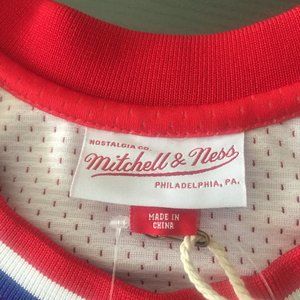 NOSTALGIA CO.
Mitchell & Ness
PHILADELPHIA, PA.
MADE IN
CHINA